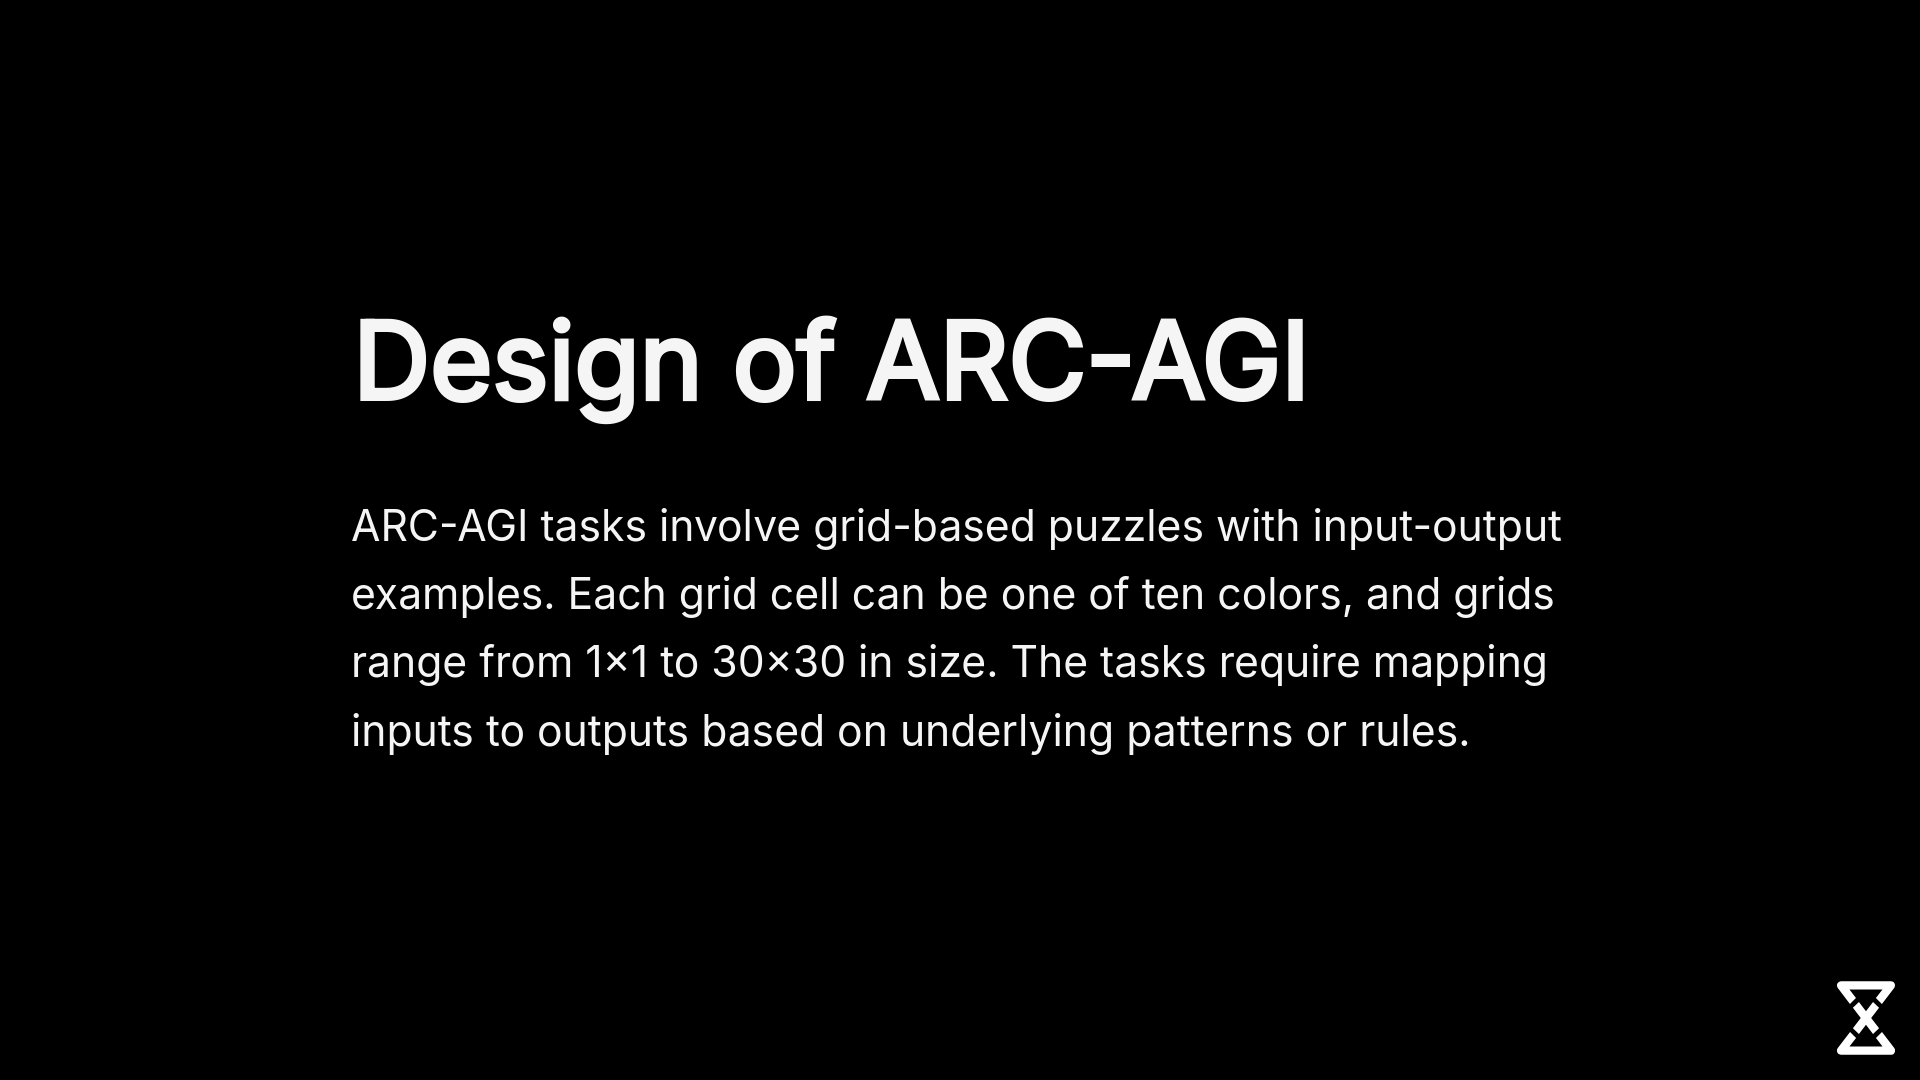 Design of ARC-AGI
ARC-AGI tasks involve grid-based puzzles with input-output
examples. Each grid cell can be one of ten colors, and grids
range from 1×1 to 30×30 in size. The tasks require mapping
inputs to outputs based on underlying patterns or rules.